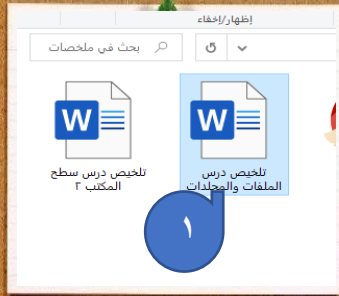 إظهار/إخفاء
بحث في ملخصات
W
W
تلخيص درس
الملفات والمجلدات
تلخيص درس سطح
المكتب ٢
١